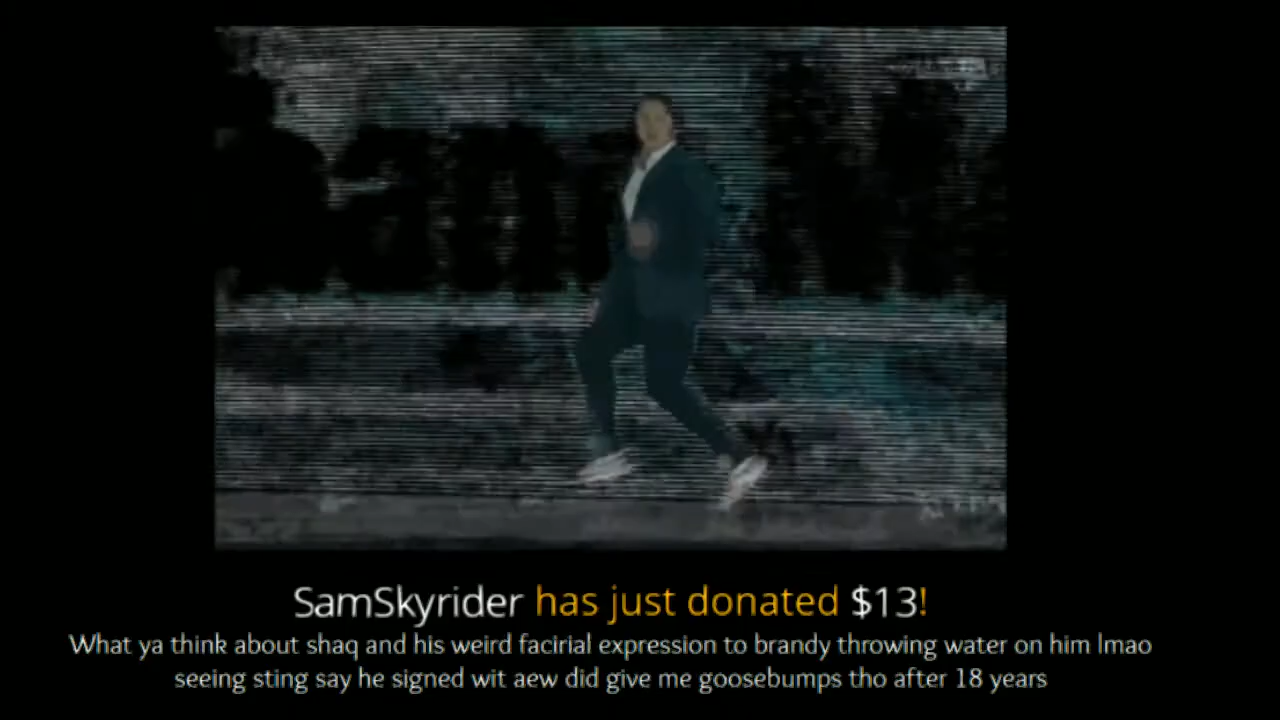 SamSkyrider has just donated $13!
What ya think about shaq and his weird facirial expression to brandy throwing water on him lmao
seeing sting say he signed wit aew did give me goosebumps tho after 18 years